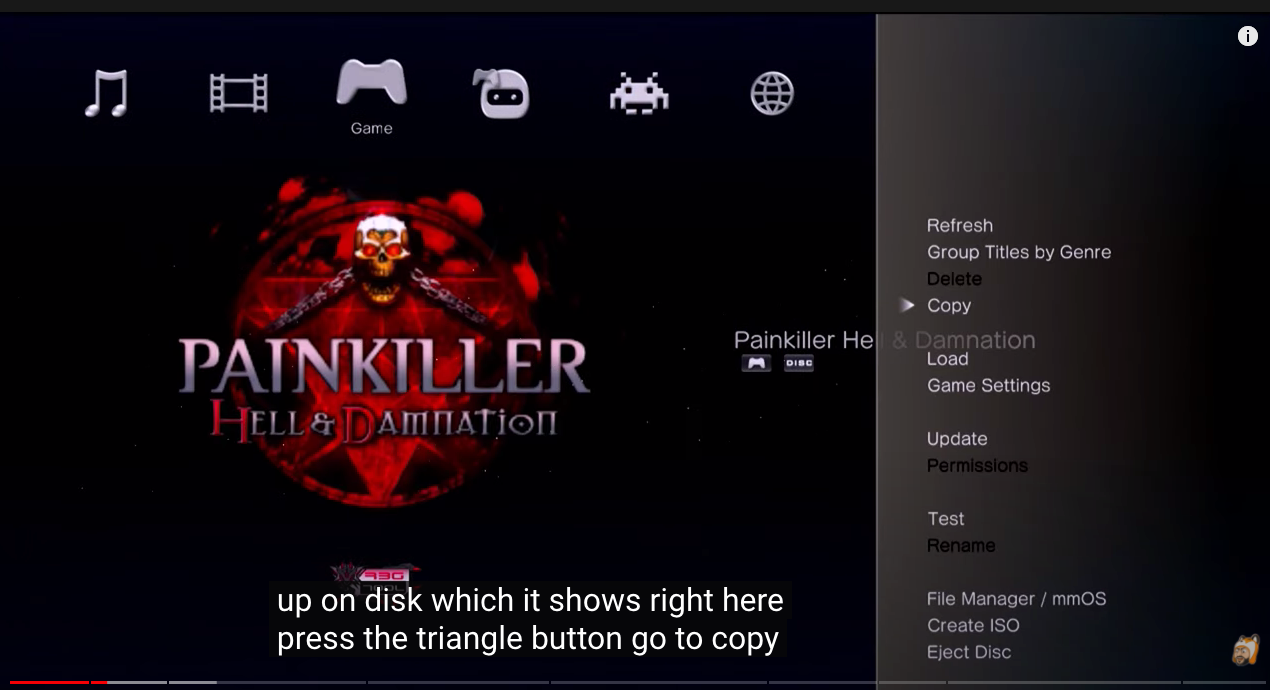 Game
PAINKILLER
HELL & DAMNATION
Painkiller Hell & Damnation
DISC
Refresh
Group Titles by Genre
Delete
Copy
Load
Game Settings
Update
Permissions
Test
Rename
File Manager / mmOS
Create ISO
Eject Disc
up on disk which it shows right here
press the triangle button go to copy
i